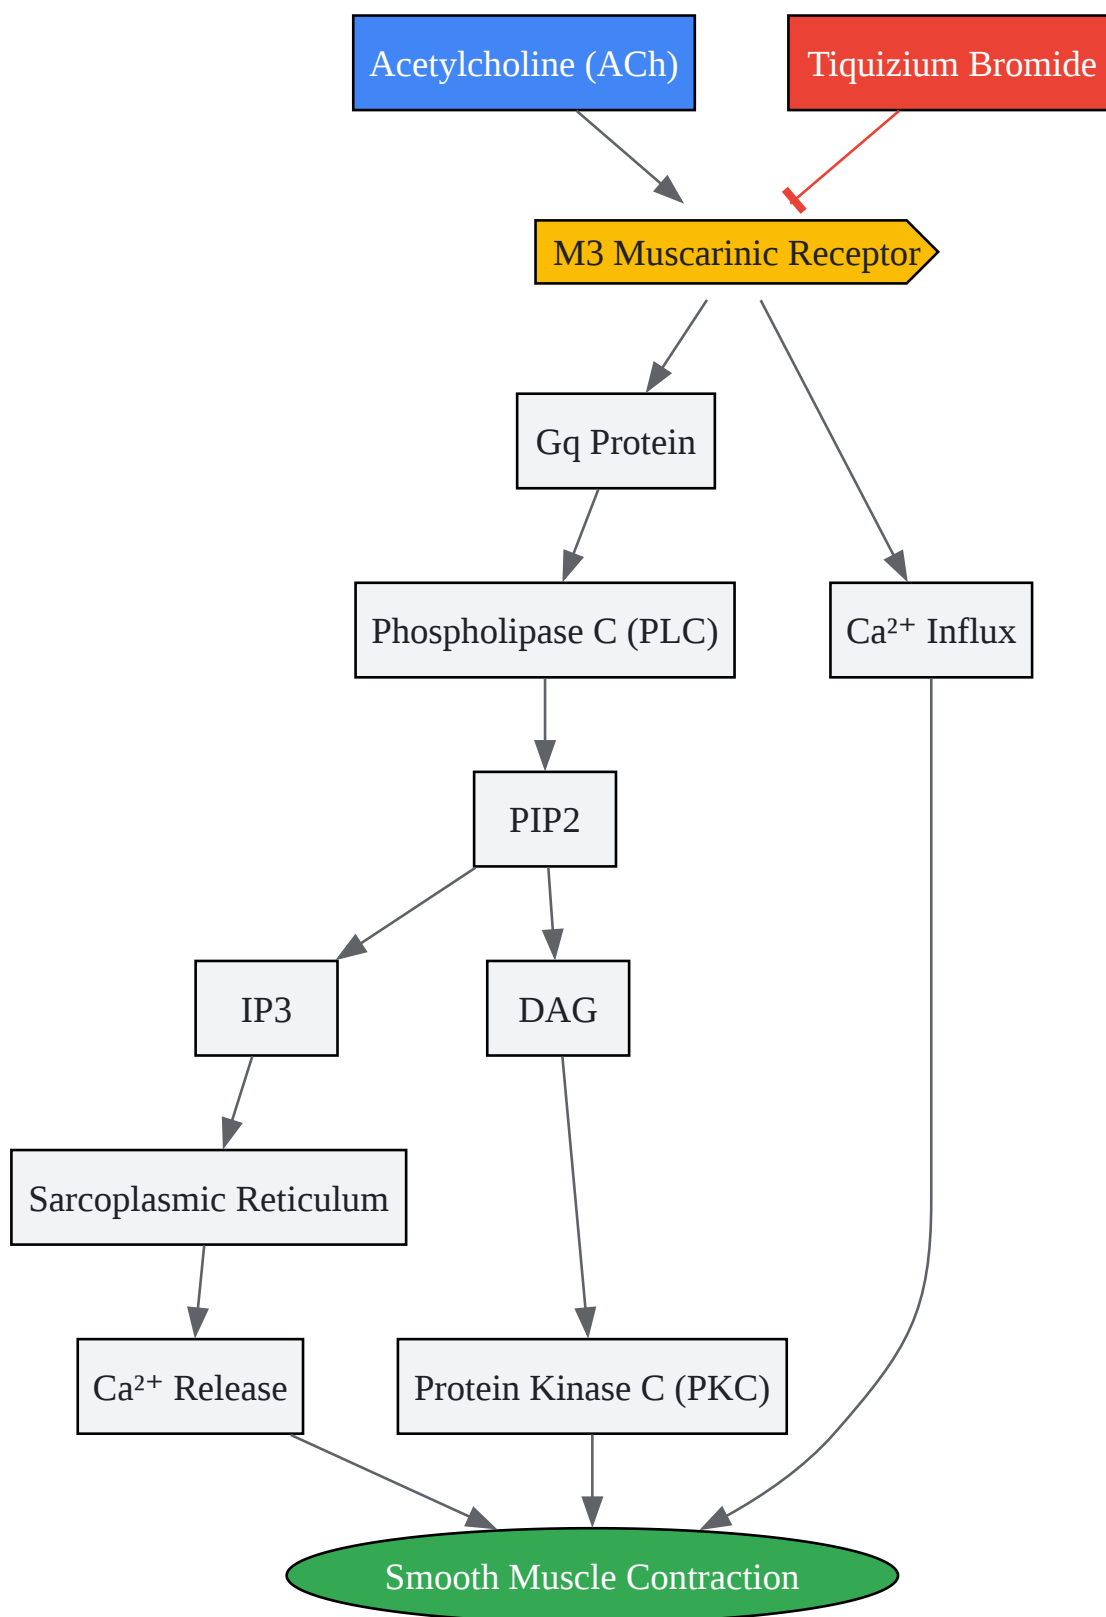 Acetylcholine (ACh)
Tiquizium Bromide
M3 Muscarinic Receptor
Gq Protein
Phospholipase C (PLC)
Ca²⁺ Influx
PIP2
IP3
DAG
Sarcoplasmic Reticulum
Ca²⁺ Release
Protein Kinase C (PKC)
Smooth Muscle Contraction